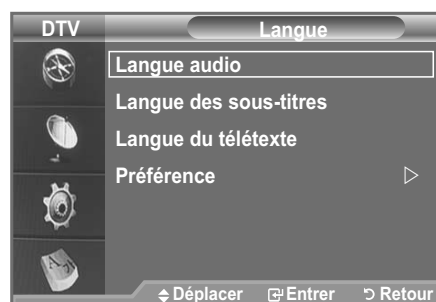 DTV
Langue
Langue audio
Langue des sous-titres
Langue du télétexte
Préférence
Déplacer Entrer Retour